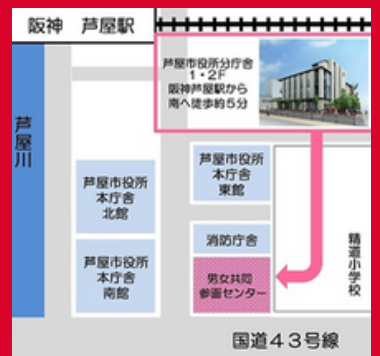 阪神 芦屋駅
芦屋市役所分庁舎
1・2F
阪神芦屋駅から
南へ徒歩約5分
芦屋川
芦屋市役所
本庁舎
北館
芦屋市役所
本庁舎
東館
消防庁舎
芦屋市役所
本庁舎
南館
男女共同
参画センター
精道小学校
国道43号線